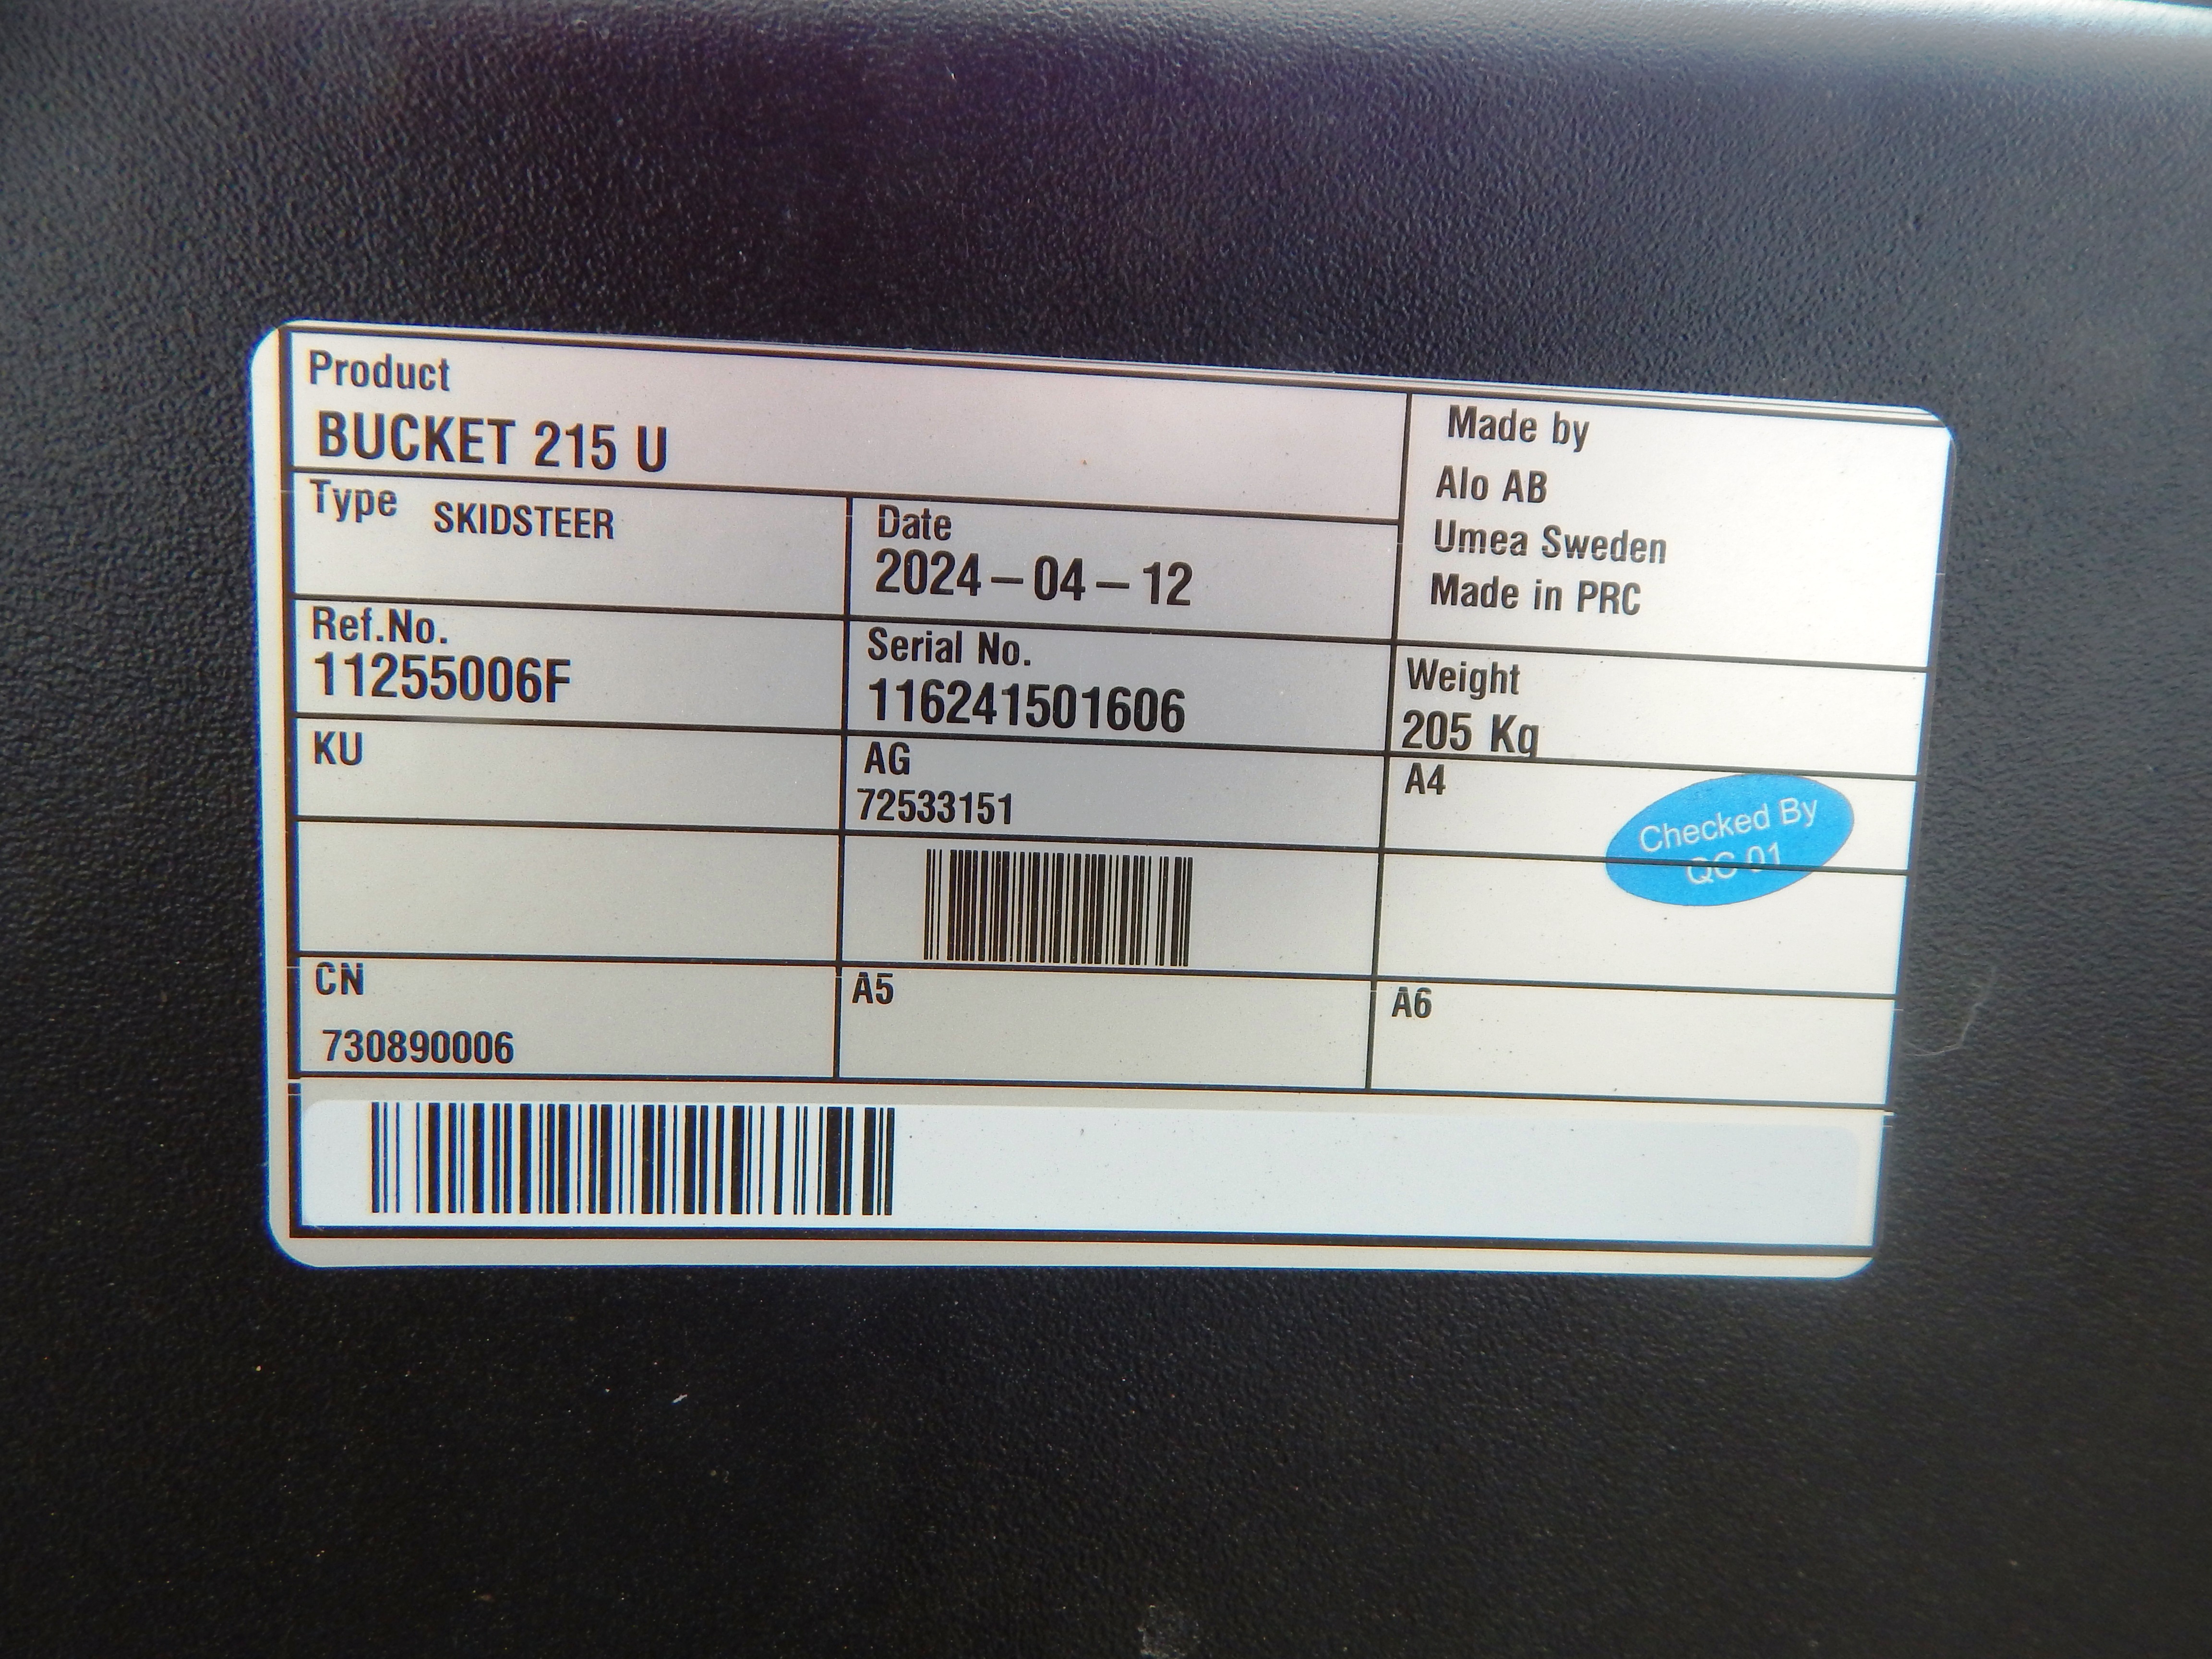 Product
BUCKET 215 U
Made by
Alo AB
Umea Sweden
Made in PRC
Type SKIDSTEER
Date
2024-04-12
Ref.No.
11255006F
Serial No.
116241501606
Weight
205 Kg
KU
AG
72533151
A4
Checked By
QC 01
CN
730890006
A5
A6